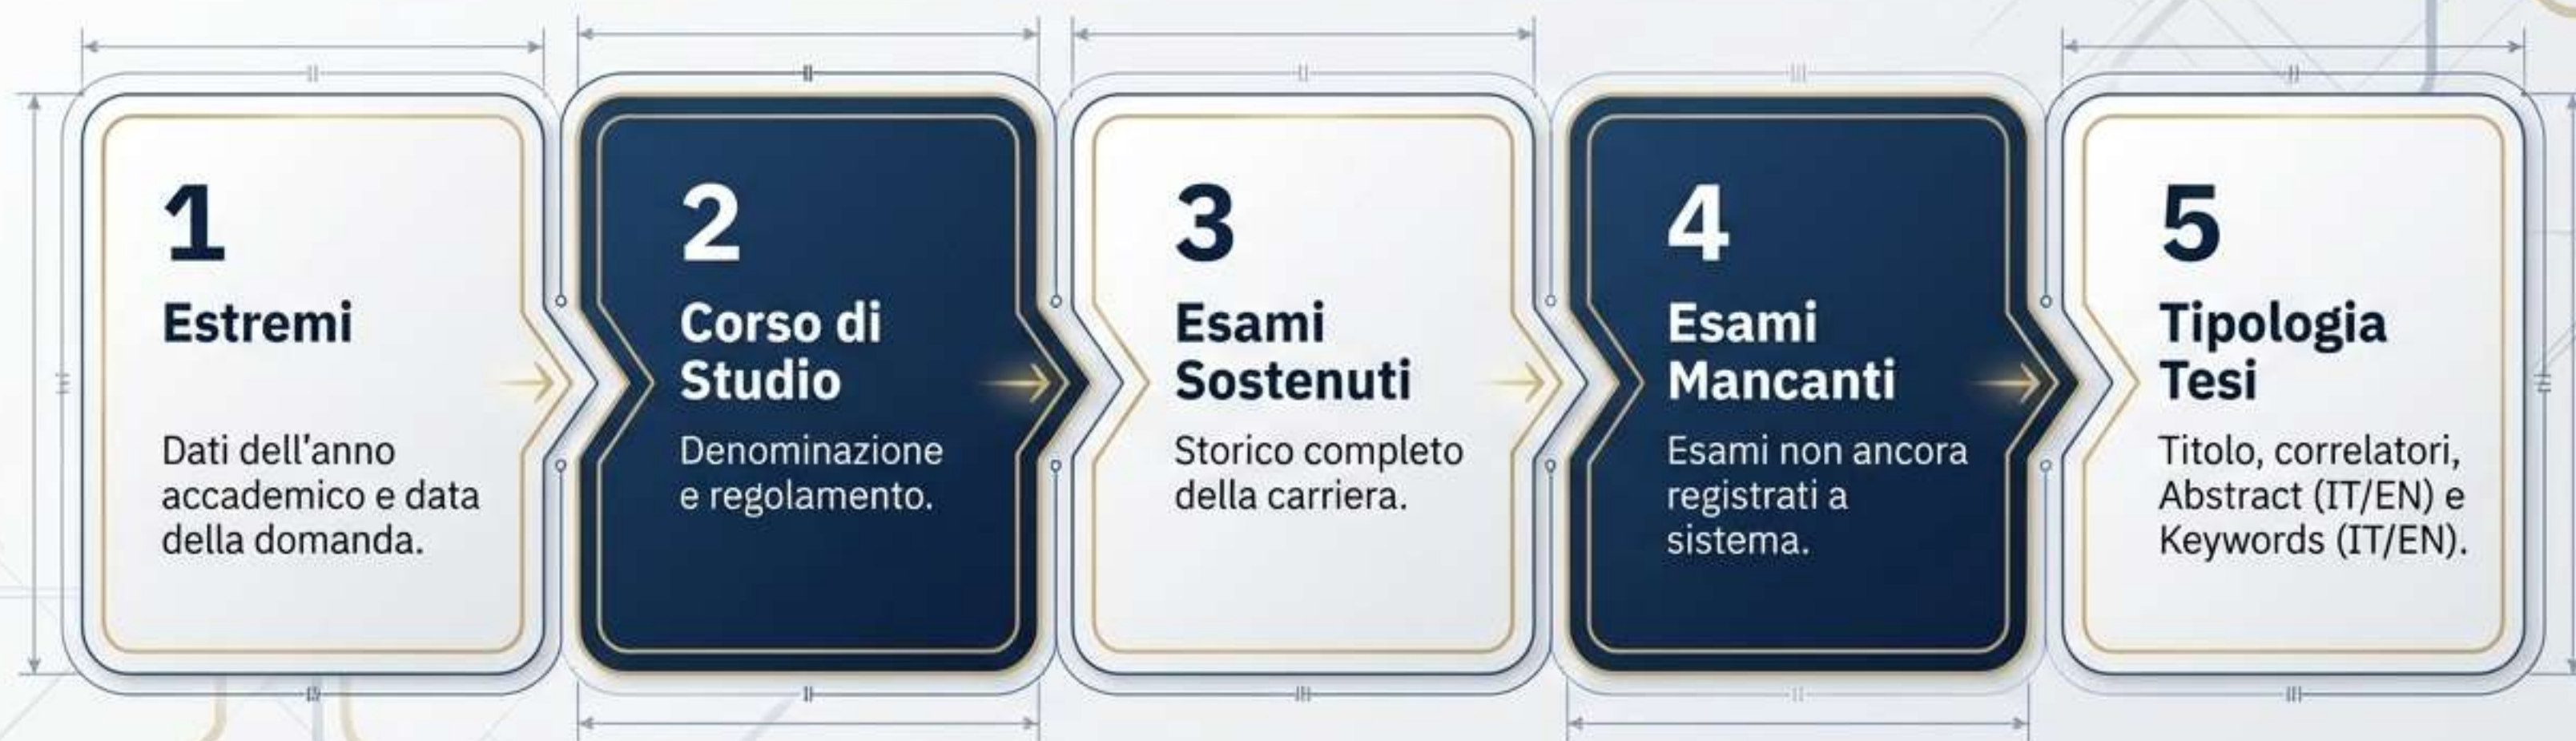 1
Estremi
Dati dell'anno
accademico e data
della domanda.
2
Corso di
Studio
Denominazione
e regolamento.
3
Esami
Sostenuti
Storico completo
della carriera.
4
Esami
Mancanti
Esami non ancora
registrati a
sistema.
5
Tipologia
Tesi
Titolo, correlatori,
Abstract (IT/EN) e
Keywords (IT/EN).